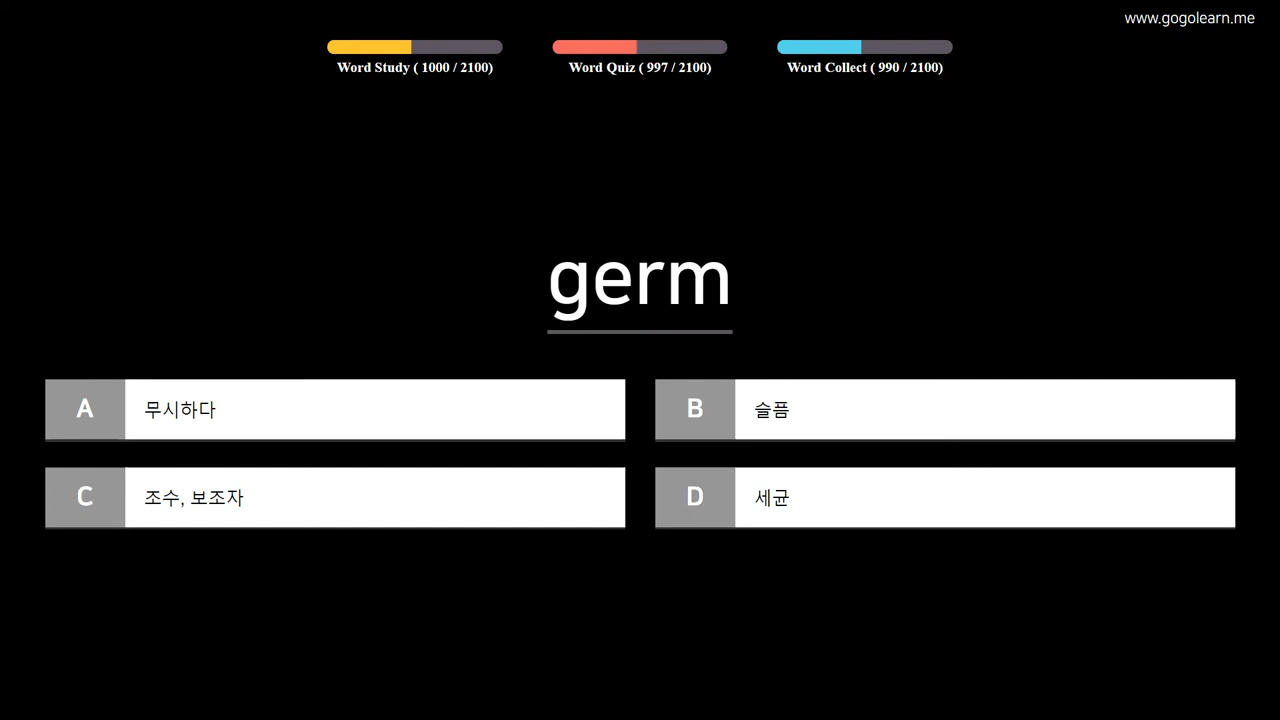 www.gogolearn.me
Word Study ( 1000 / 2100)
Word Quiz ( 997 / 2100)
Word Collect ( 990 / 2100)
germ
A 무시하다
B 슬픔
C 조수, 보조자
D 세균